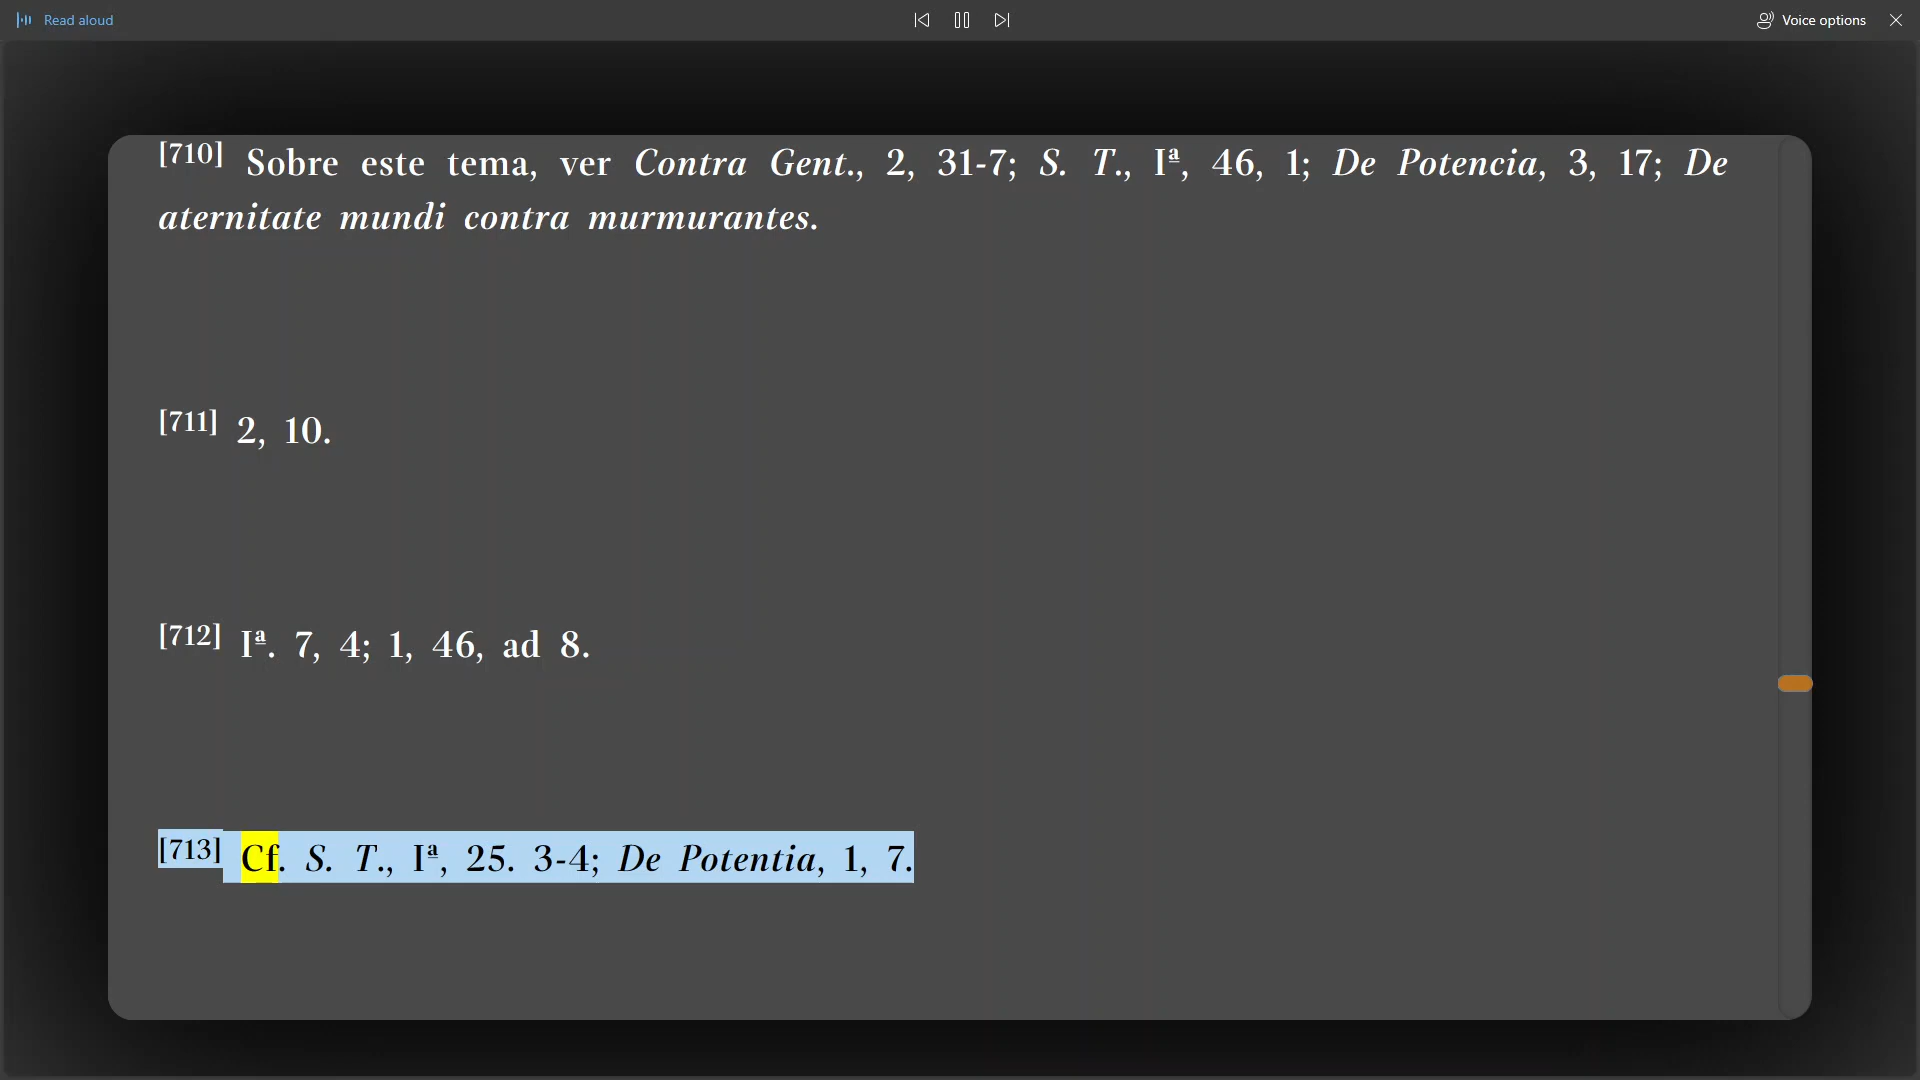 Read aloud
Voice options
[710] Sobre este tema, ver Contra Gent., 2, 31-7; S. T., Iª, 46, 1; De Potencia, 3, 17; De
aternitate mundi contra murmurantes.
[711] 2, 10.
[712] Iª. 7, 4; 1, 46, ad 8.
[713] Cf. S. T., Iª, 25. 3-4; De Potentia, 1, 7.